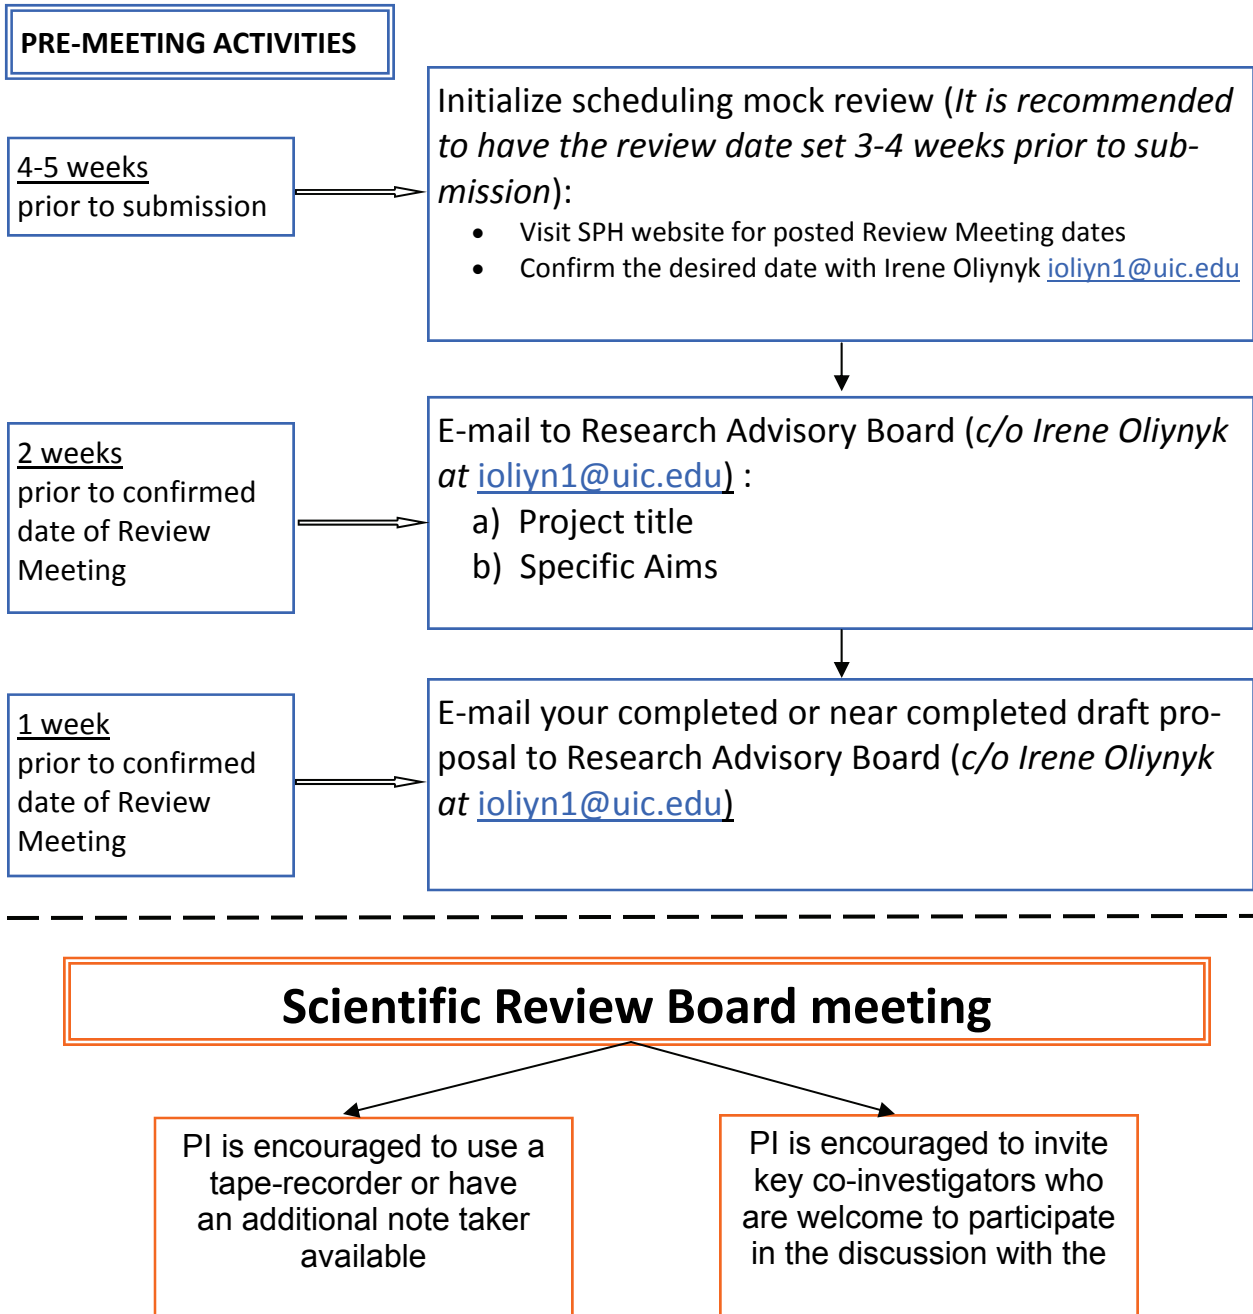 PRE-MEETING ACTIVITIES
4-5 weeks
prior to submission
Initialize scheduling mock review (It is recommended
to have the review date set 3-4 weeks prior to sub-
mission):
• Visit SPH website for posted Review Meeting dates
• Confirm the desired date with Irene Oliynyk ioliyn1@uic.edu
2 weeks
prior to confirmed
date of Review
Meeting
E-mail to Research Advisory Board (c/o Irene Oliynyk
at ioliyn1@uic.edu) :
a) Project title
b) Specific Aims
1 week
prior to confirmed
date of Review
Meeting
E-mail your completed or near completed draft pro-
posal to Research Advisory Board (c/o Irene Oliynyk
at ioliyn1@uic.edu)
Scientific Review Board meeting
PI is encouraged to use a
tape-recorder or have
an additional note taker
available
PI is encouraged to invite
key co-investigators who
are welcome to participate
in the discussion with the